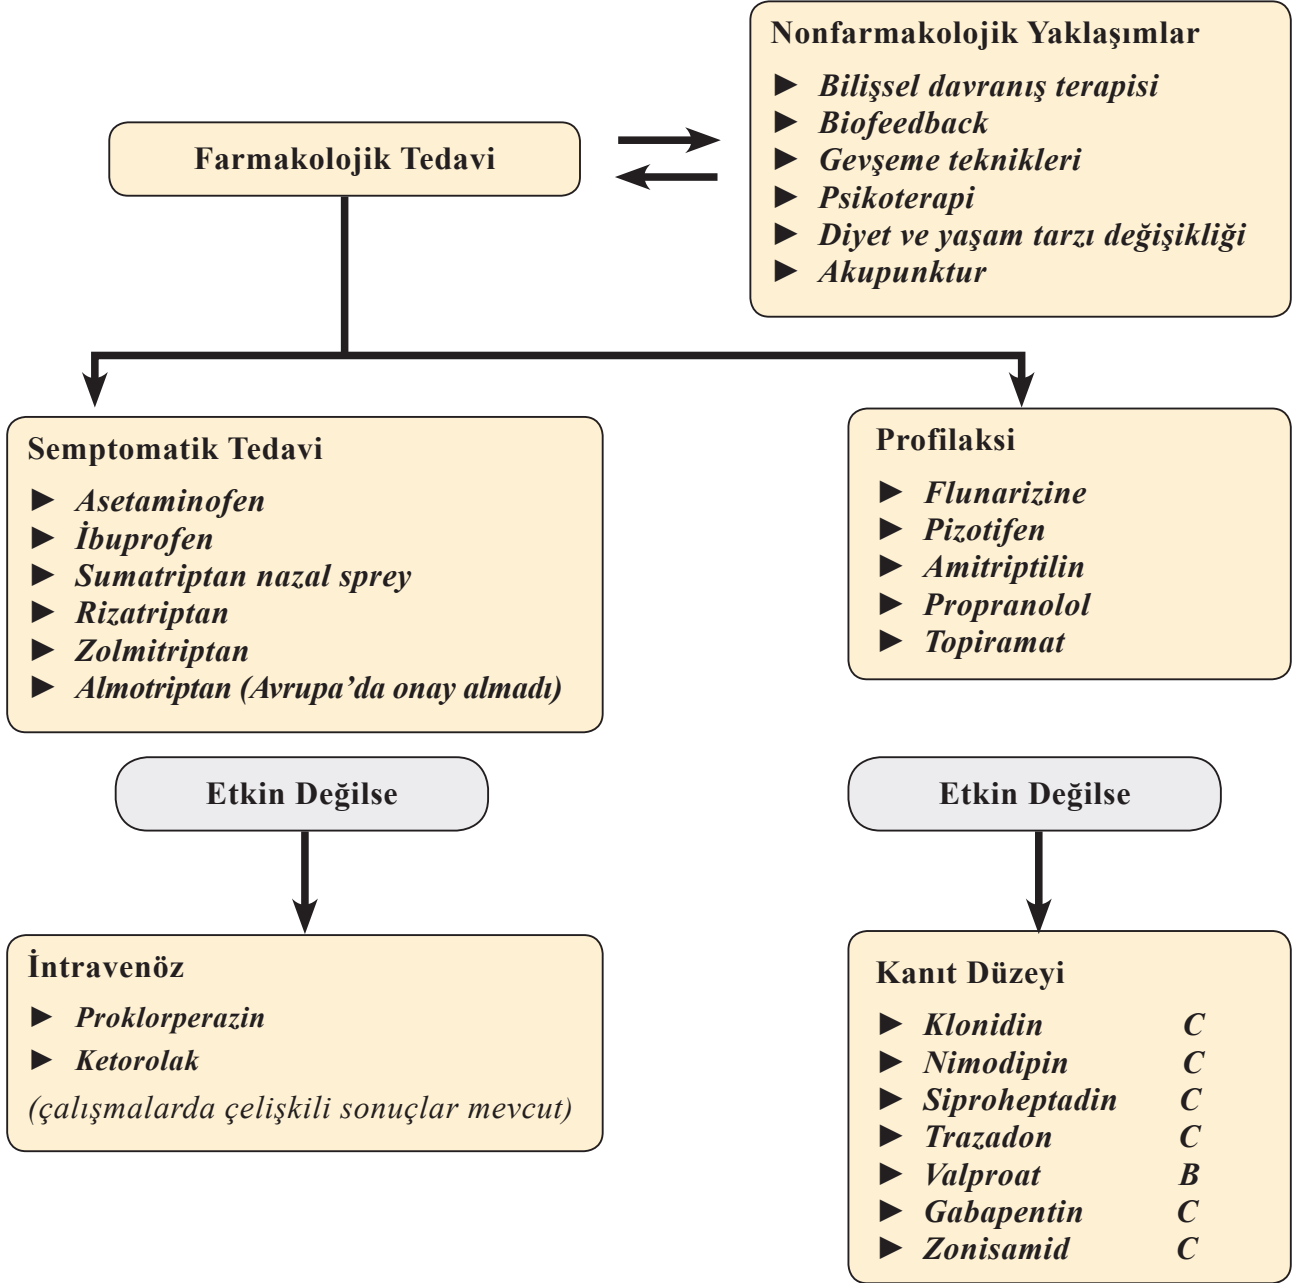 Nonfarmakolojik Yaklaşımlar
► Bilişsel davranış terapisi
► Biofeedback
► Gevşeme teknikleri
► Psikoterapi
► Diyet ve yaşam tarzı değişikliği
► Akupunktur
Farmakolojik Tedavi
Semptomatik Tedavi
► Asetaminofen
► İbuprofen
► Sumatriptan nazal sprey
► Rizatriptan
► Zolmitriptan
► Almotriptan (Avrupa’da onay almadı)
Profilaksi
► Flunarizine
► Pizotifen
► Amitriptilin
► Propranolol
► Topiramat
Etkin Değilse
Etkin Değilse
İntravenöz
► Proklorperazin
► Ketorolak
(çalışmalarda çelişkili sonuçlar mevcut)
Kanıt Düzeyi
► Klonidin C
► Nimodipin C
► Siproheptadin C
► Trazadon C
► Valproat B
► Gabapentin C
► Zonisamid C